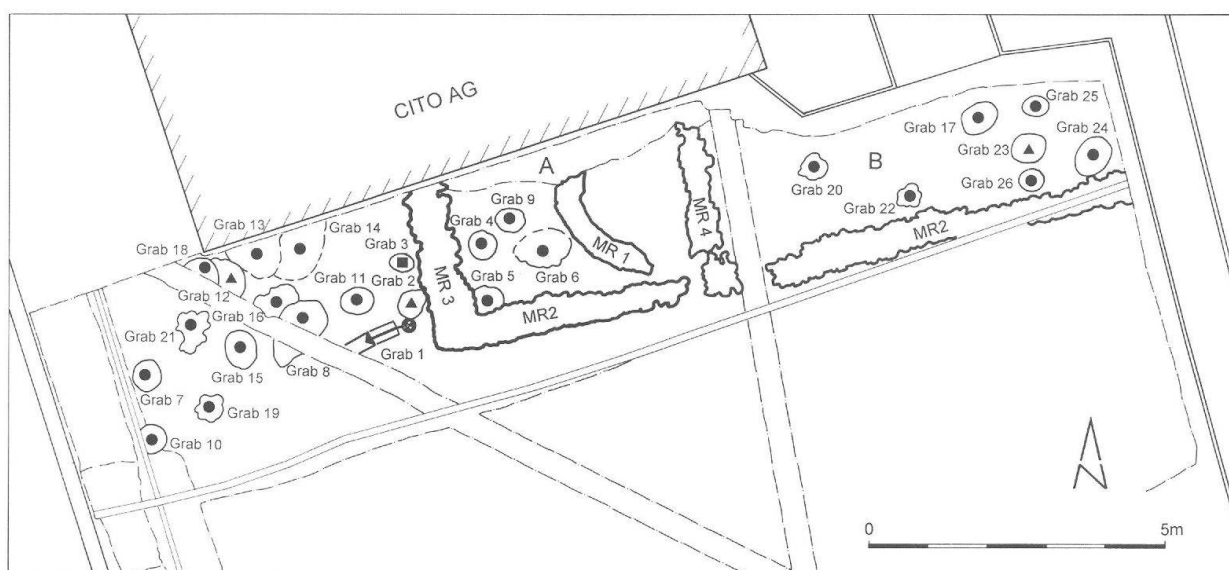 CITO AG
A
B
Grab 25
Grab 17
Grab 24
Grab 23
Grab 26
Grab 20
Grab 22
MR 4
MR2
Grab 9
Grab 4
MR 1
Grab 6
Grab 5
MR2
MR 3
Grab 13
Grab 14
Grab 18
Grab 3
Grab 2
Grab 11
Grab 12
Grab 16
Grab 21
Grab 1
Grab 8
Grab 15
Grab 7
Grab 19
Grab 10
0
5m